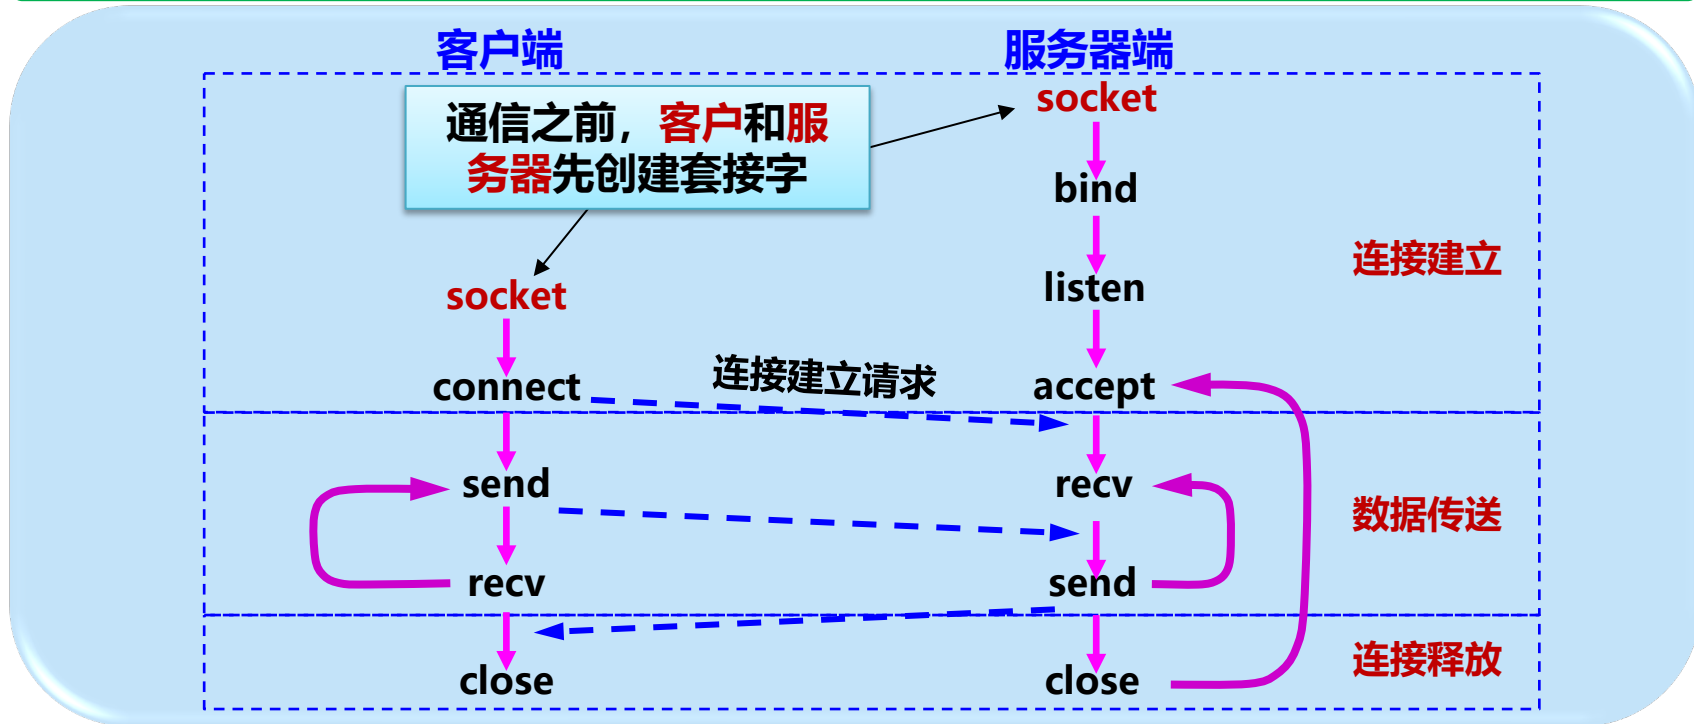 客户端
服务器端
通信之前，客户和服
务器先创建套接字
socket
bind
listen
连接建立
socket
connect
连接建立请求
accept
send
recv
数据传送
recv
send
close
close
连接释放